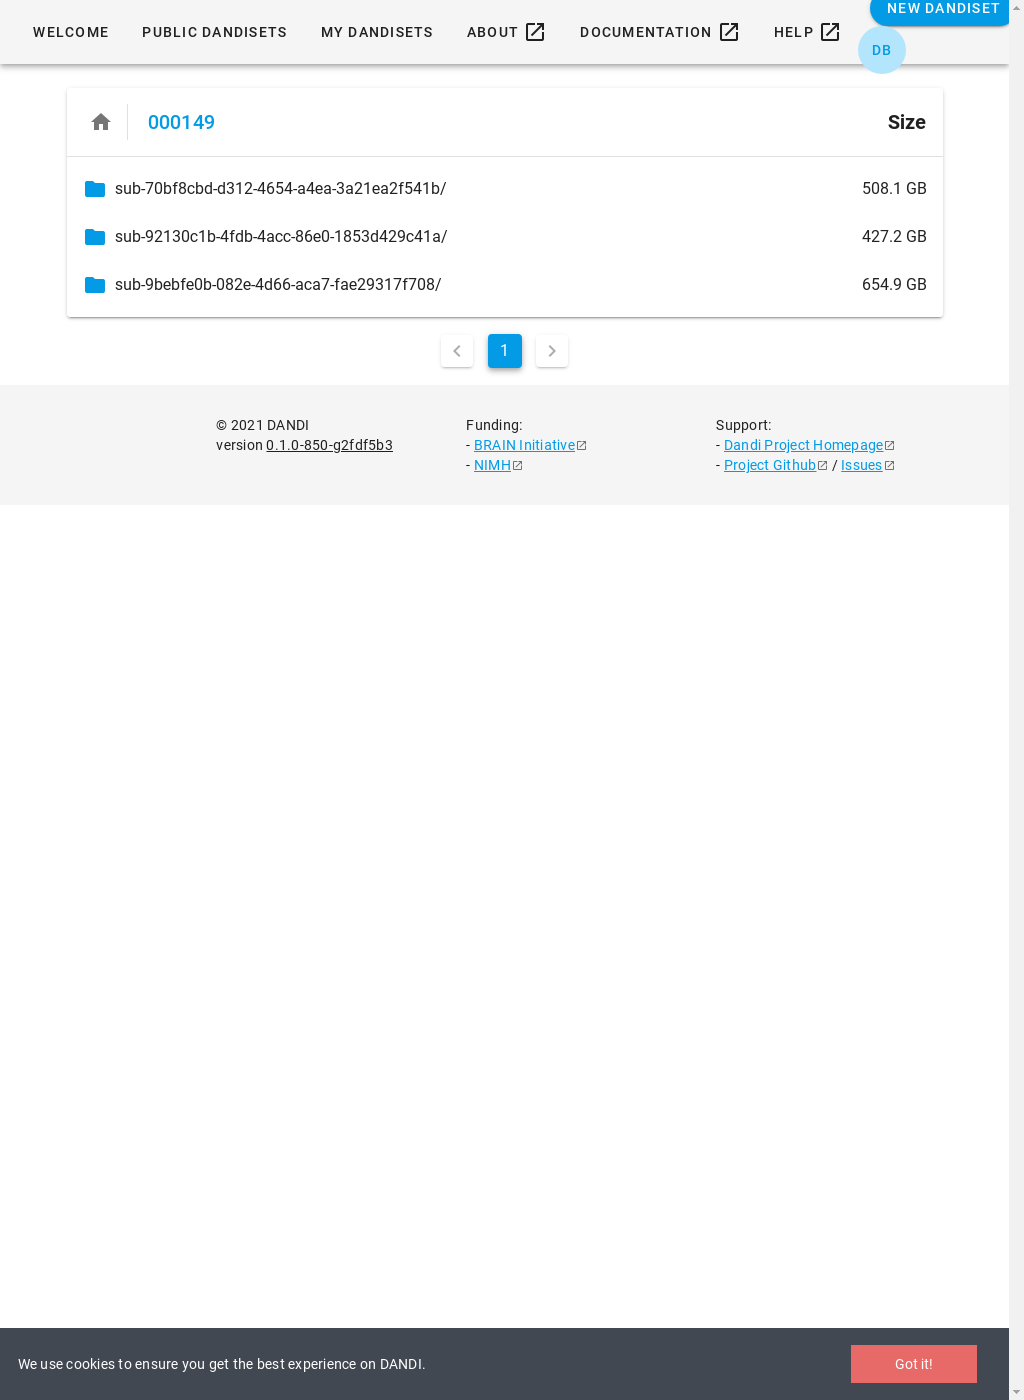 NEW DANDISET
WELCOME PUBLIC DANDISETS MY DANDISETS ABOUT DOCUMENTATION HELP
DB
000149 Size
sub-70bf8cbd-d312-4654-a4ea-3a21ea2f541b/ 508.1 GB
sub-92130c1b-4fdb-4acc-86e0-1853d429c41a/ 427.2 GB
sub-9bebfe0b-082e-4d66-aca7-fae29317f708/ 654.9 GB
1
© 2021 DANDI
version 0.1.0-850-g2fdf5b3
Funding:
- BRAIN Initiative
- NIMH
Support:
- Dandi Project Homepage
- Project Github / Issues
We use cookies to ensure you get the best experience on DANDI. Got it!